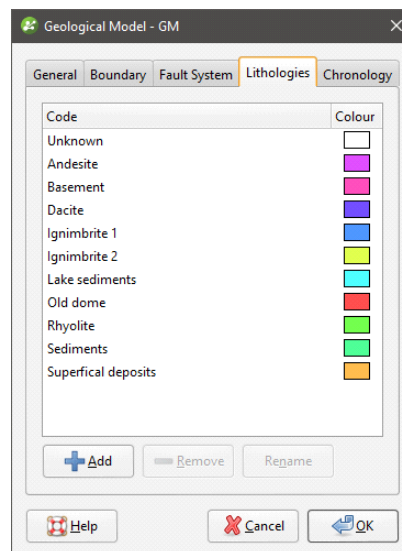 Geological Model - GM
General Boundary Fault System Lithologies Chronology
Code Colour
Unknown
Andesite
Basement
Dacite
Ignimbrite 1
Ignimbrite 2
Lake sediments
Old dome
Rhyolite
Sediments
Superfical deposits
Add Remove Rename
Help Cancel OK